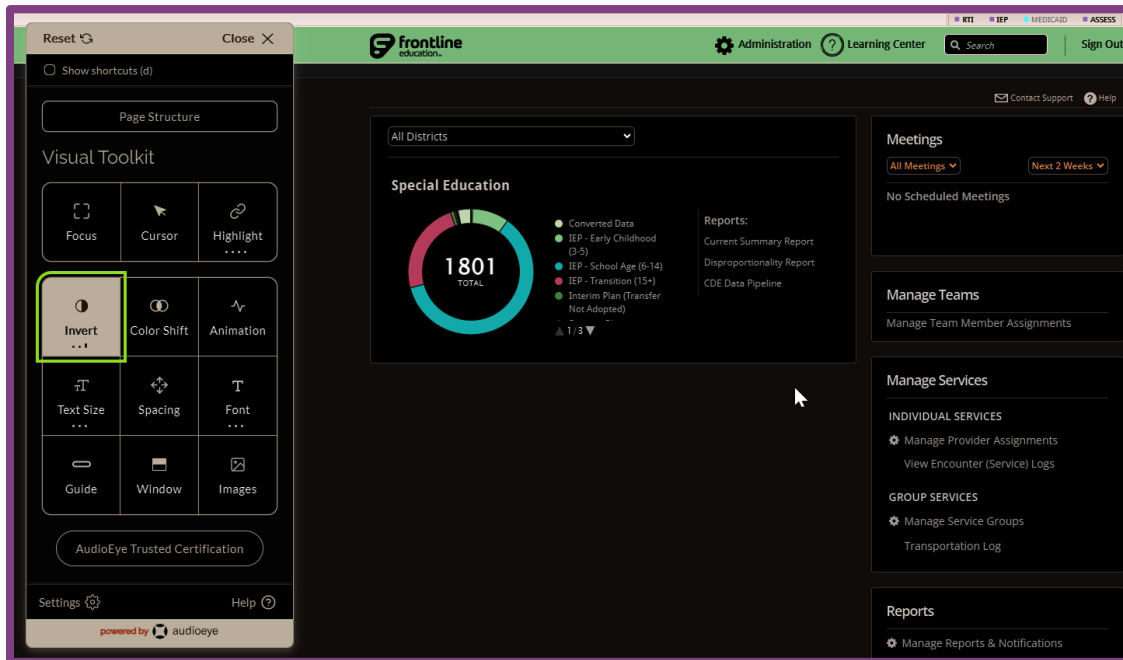 RTI IEP MEDICAID ASSESS
Reset Close
frontline
education
Administration ? Learning Center Search Sign Out
Show shortcuts (d)
Contact Support ? Help
Page Structure
Visual Toolkit
Focus Cursor Highlight
Invert Color Shift Animation
Text Size Spacing Font
Guide Window Images
AudioEye Trusted Certification
Settings Help ?
powered by audioeye
All Districts
Special Education
1801
TOTAL
Converted Data
IEP - Early Childhood
(3-5)
IEP - School Age (6-14)
IEP - Transition (15+)
Interim Plan (Transfer
Not Adopted)
1/3
Reports:
Current Summary Report
Disproportionality Report
CDE Data Pipeline
Meetings
All Meetings Next 2 Weeks
No Scheduled Meetings
Manage Teams
Manage Team Member Assignments
Manage Services
INDIVIDUAL SERVICES
Manage Provider Assignments
View Encounter (Service) Logs
GROUP SERVICES
Manage Service Groups
Transportation Log
Reports
Manage Reports & Notifications